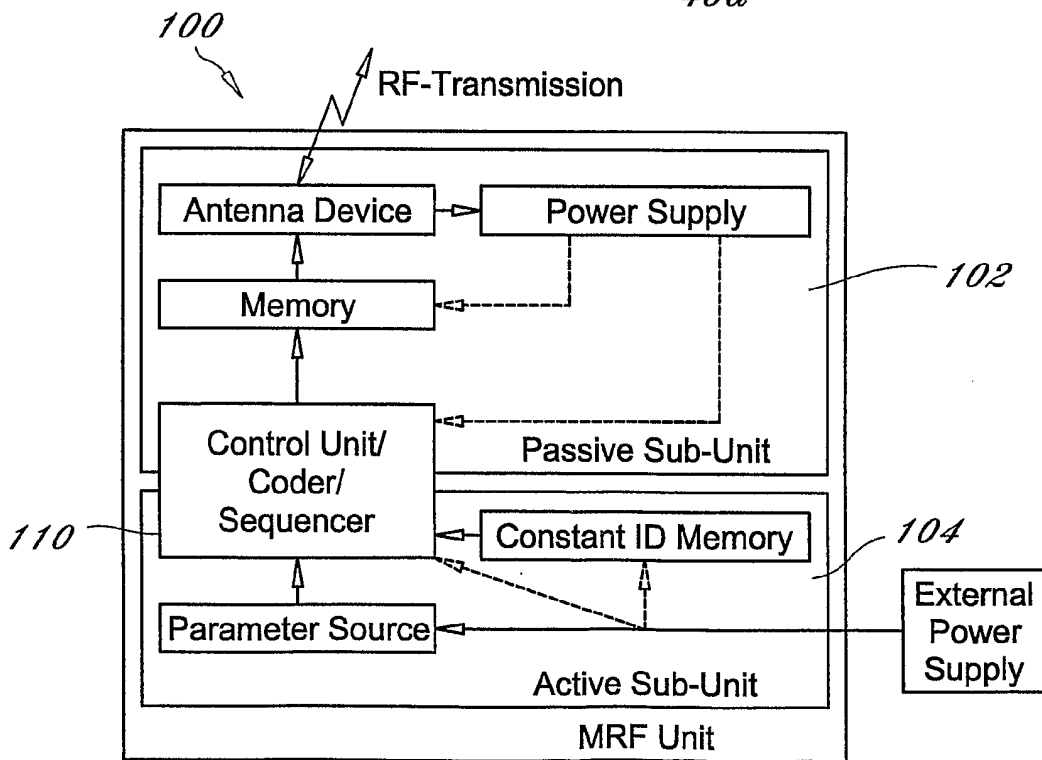 100
RF-Transmission
Antenna Device
Power Supply
Memory
102
Control Unit/
Coder/
Sequencer
Passive Sub-Unit
110
Constant ID Memory
104
Parameter Source
External
Power
Supply
Active Sub-Unit
MRF Unit